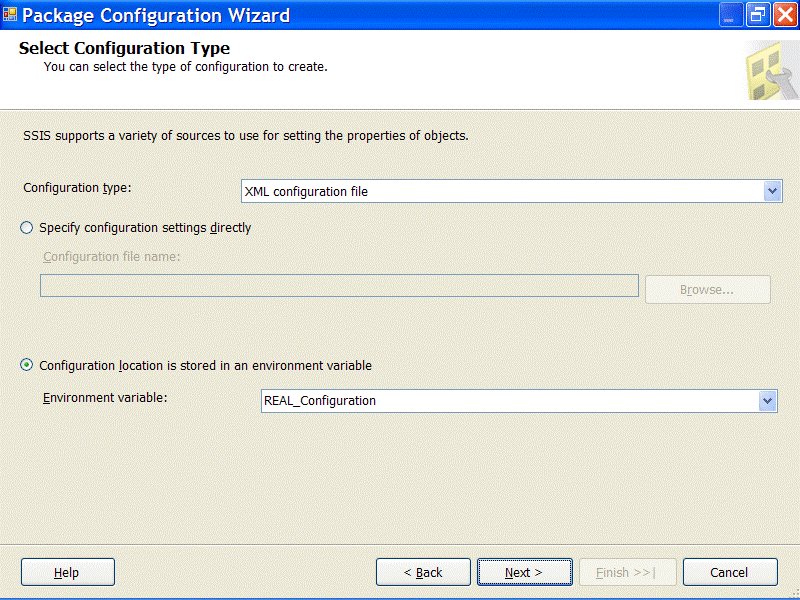 Package Configuration Wizard
Select Configuration Type
You can select the type of configuration to create.
SSIS supports a variety of sources to use for setting the properties of objects.
Configuration type:
XML configuration file
Specify configuration settings directly
Configuration file name:
Browse...
Configuration location is stored in an environment variable
Environment variable:
REAL_Configuration
Help
< Back
Next >
Finish >>|
Cancel